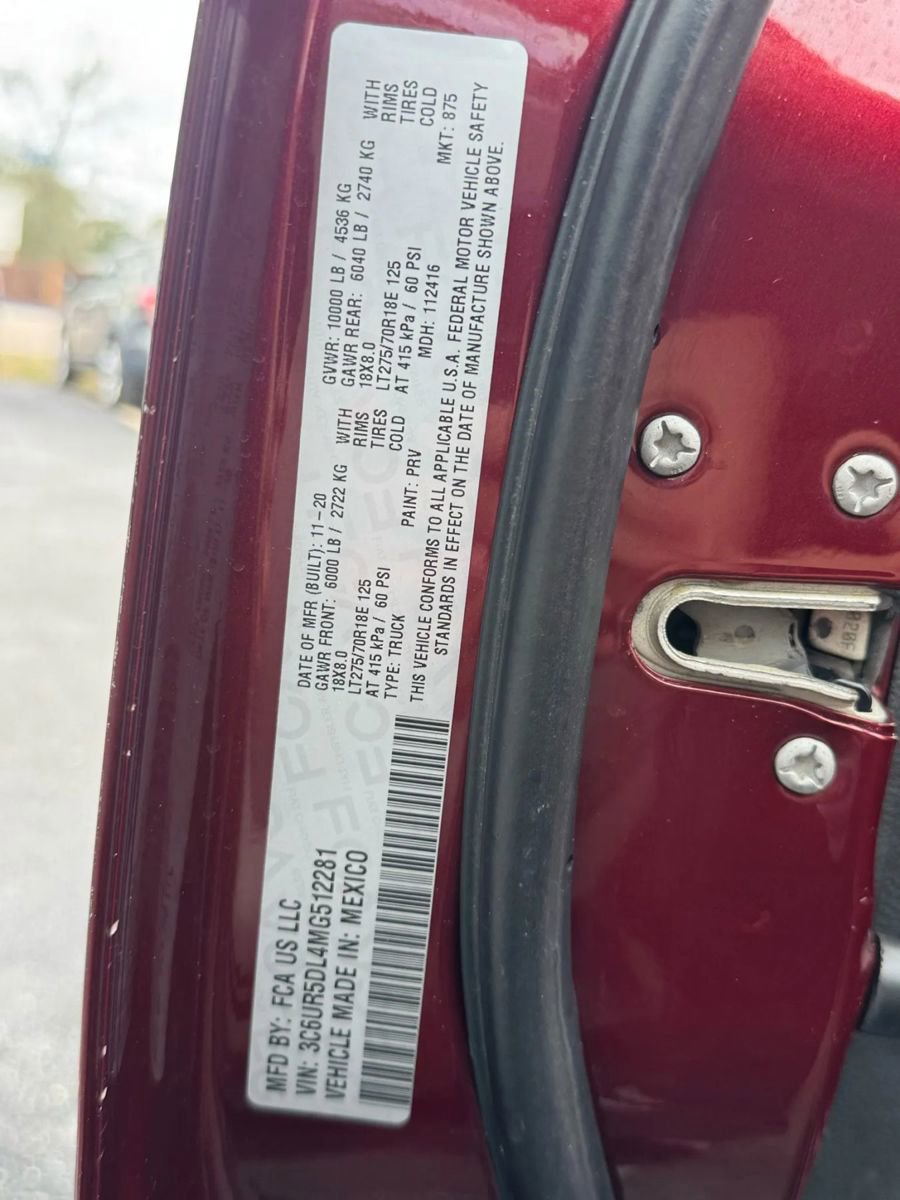 MFD BY: FCA US LLC
VIN: 3C6UR5DL4MG512281
VEHICLE MADE IN: MEXICO
DATE OF MFR (BUILT): 11-20
GAWR FRONT: 6000 LB / 2722 KG WITH
18X8.0 RIMS
LT275/70R18E 125 TIRES
AT 415 kPa / 60 PSI COLD
GVWR: 10000 LB / 4536 KG
GAWR REAR: 6040 LB / 2740 KG WITH
18X8.0 RIMS
LT275/70R18E 125 TIRES
AT 415 kPa / 60 PSI COLD
TYPE: TRUCK PAINT: PRV MDH: 112416 MKT: 875
THIS VEHICLE CONFORMS TO ALL APPLICABLE U.S.A. FEDERAL MOTOR VEHICLE SAFETY
STANDARDS IN EFFECT ON THE DATE OF MANUFACTURE SHOWN ABOVE.